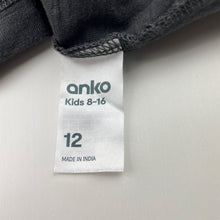 anko
Kids 8-16
12
MADE IN INDIA